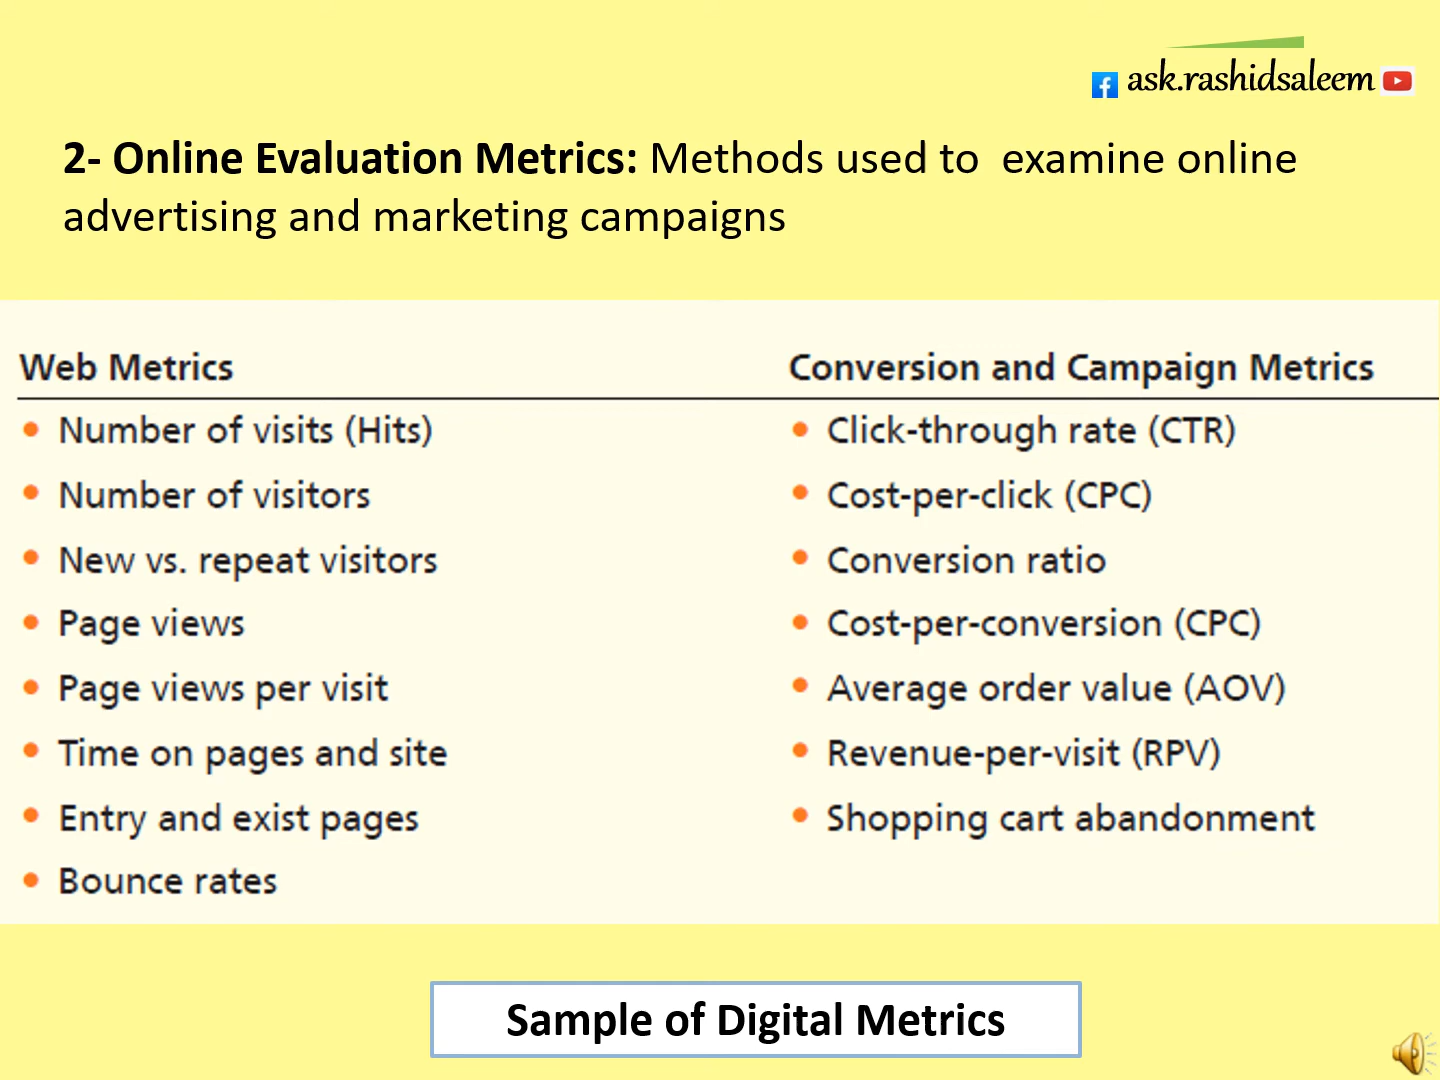 ask.rashidsaleem
2- Online Evaluation Metrics: Methods used to examine online
advertising and marketing campaigns
Web Metrics
• Number of visits (Hits)
• Number of visitors
• New vs. repeat visitors
• Page views
• Page views per visit
• Time on pages and site
• Entry and exist pages
• Bounce rates
Conversion and Campaign Metrics
• Click-through rate (CTR)
• Cost-per-click (CPC)
• Conversion ratio
• Cost-per-conversion (CPC)
• Average order value (AOV)
• Revenue-per-visit (RPV)
• Shopping cart abandonment
Sample of Digital Metrics